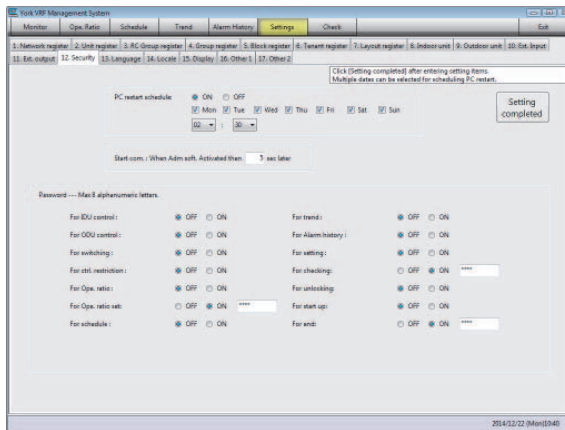 York VRF Management System
Monitor Ope. Ratio Schedule Trend Alarm History Settings Check Exit
1. Network register 2. Unit register 3. RC Group register 4. Group register 5. Block register 6. Tenant register 7. Layout register 8. Indoor unit 9. Outdoor unit 10. Ext. Input
11. Ext. output 12. Security 13. Language 14. Locale 15. Display 16. Other1 17. Other2
Click [Setting completed] after entering setting items.
Multiple dates can be selected for scheduling PC restart.
PC restart schedule ON OFF
Mon Tue Wed Thu Fri Sat Sun
02 : 30
Setting completed
Start com. : When Adm soft. Activated then 5 sec later
Password --- Max 8 alphanumeric letters.
For IDU control : OFF ON For trend : OFF ON
For ODU control : OFF ON For Alarm history : OFF ON
For switching : OFF ON For setting : OFF ON
For ctrl. restriction : OFF ON For checking: OFF ON ****
For Ope. ratio : OFF ON For unlocking: OFF ON
For Ope. ratio set: OFF ON **** For start up: OFF ON
For schedule : OFF ON For end: OFF ON ****
2014/12/22 (Mon)10:40